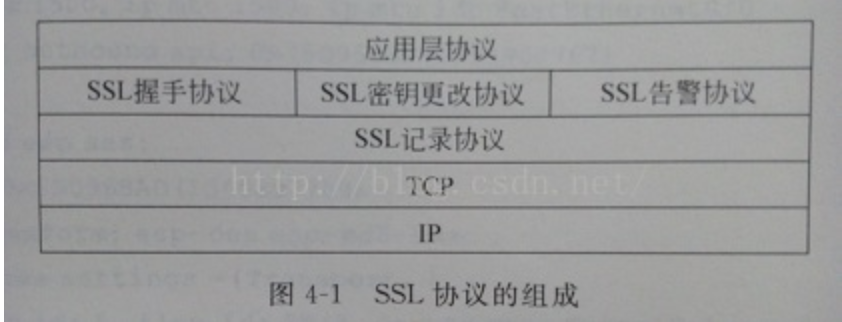 应用层协议
SSL握手协议 SSL密钥更改协议 SSL告警协议
SSL记录协议
TCP
http://blog.csdn.net/
IP
图 4-1 SSL 协议的组成